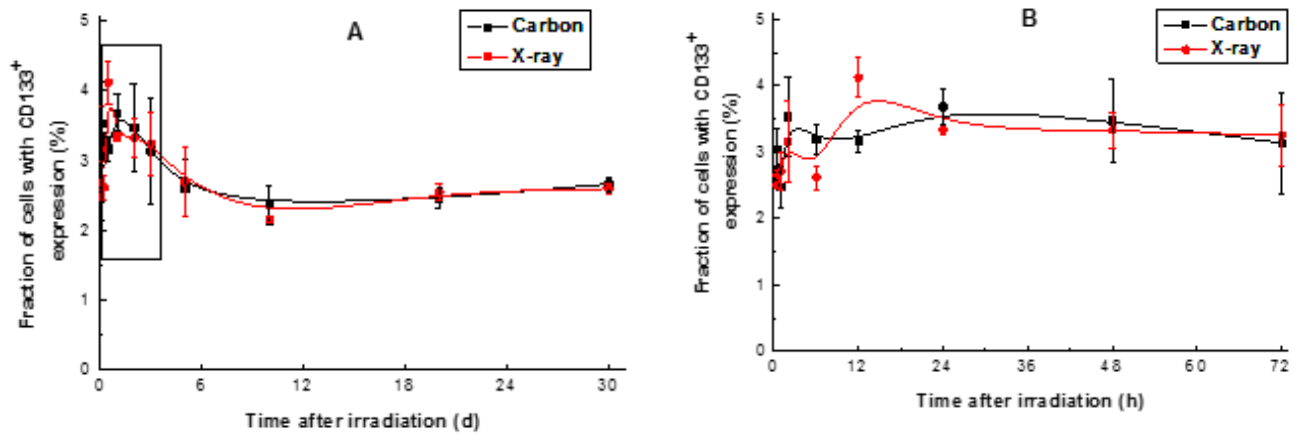 A
Carbon
X-ray
Fraction of cells with CD133+
expression (%)
5
4
3
2
1
0
0 6 12 18 24 30
Time after irradiation (d)
B
Carbon
X-ray
Fraction of cells with CD133+
expression (%)
5
4
3
2
1
0
0 12 24 36 48 60 72
Time after irradiation (h)